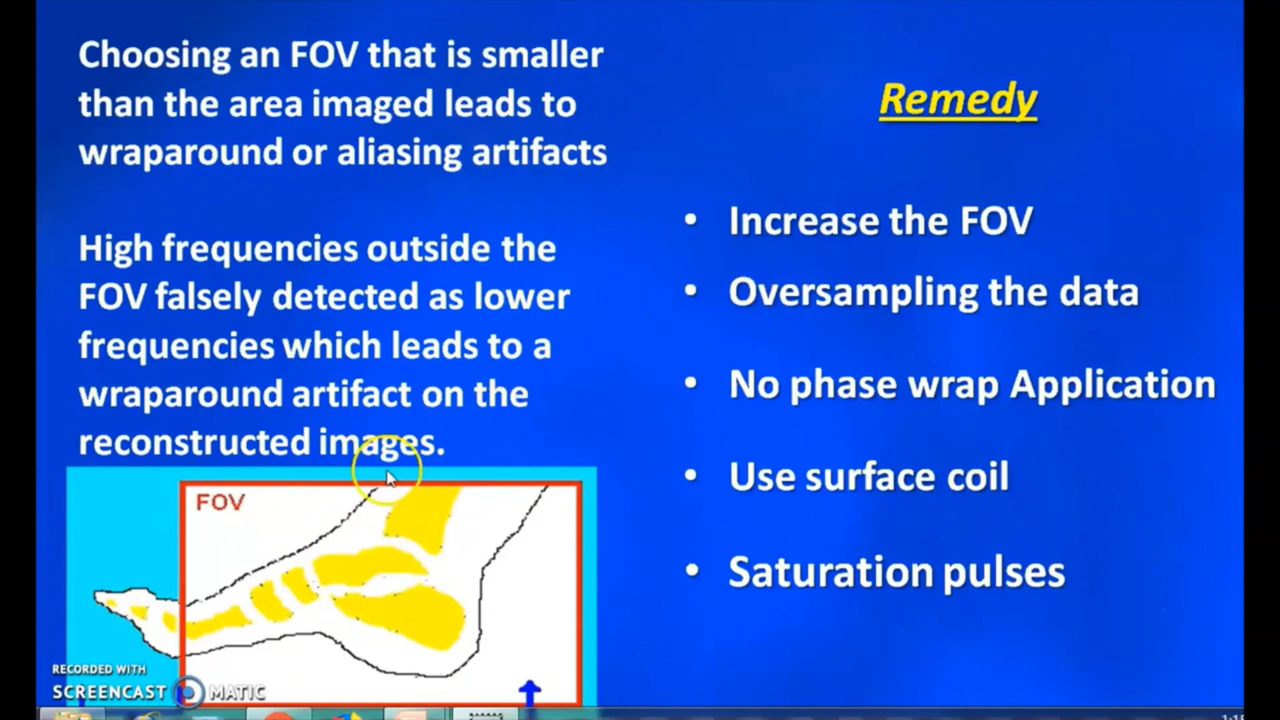 Choosing an FOV that is smaller
than the area imaged leads to
wraparound or aliasing artifacts
High frequencies outside the
FOV falsely detected as lower
frequencies which leads to a
wraparound artifact on the
reconstructed images.
FOV
RECORDED WITH
SCREENCAST MATIC
Remedy
• Increase the FOV
• Oversampling the data
• No phase wrap Application
• Use surface coil
• Saturation pulses